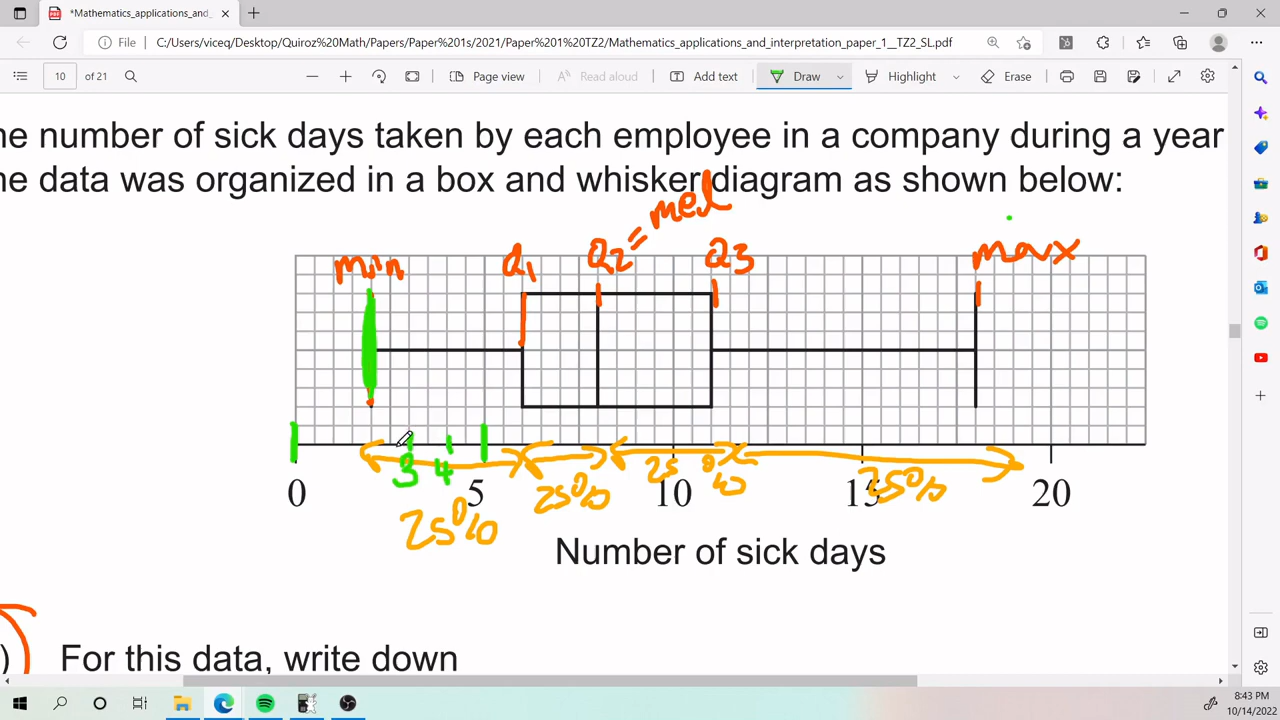 *Mathematics_applications_and_
File
C:/Users/viceq/Desktop/Quiroz%20Math/Papers/Paper%201s/2021/Paper%201%20TZ2/Mathematics_applications_and_interpretation_paper_1__TZ2_SL.pdf
10 of 21
Page view
Read aloud
Add text
Draw
Highlight
Erase
he number of sick days taken by each employee in a company during a year
he data was organized in a box and whisker diagram as shown below:
min Q1 Q2 = med Q3 max
3 4
0 5 10 15 20
25% 25% 25% 25%
Number of sick days
) For this data, write down
8:43 PM
10/14/2022